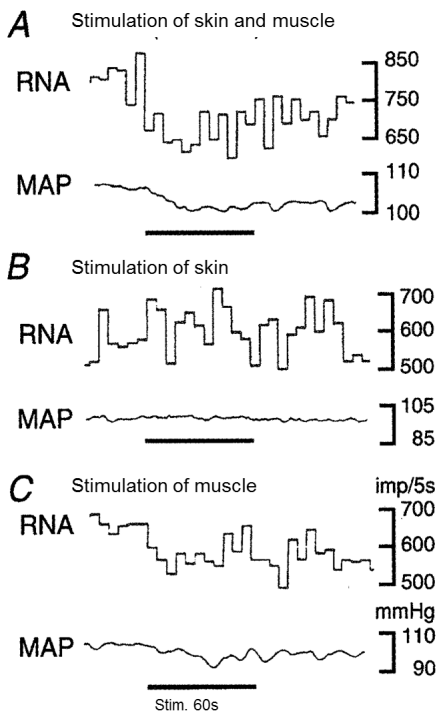 A Stimulation of skin and muscle
RNA
850
750
650
MAP
110
100
B Stimulation of skin
RNA
700
600
500
MAP
105
85
C Stimulation of muscle
imp/5s
RNA
700
600
500
mmHg
MAP
110
90
Stim. 60s